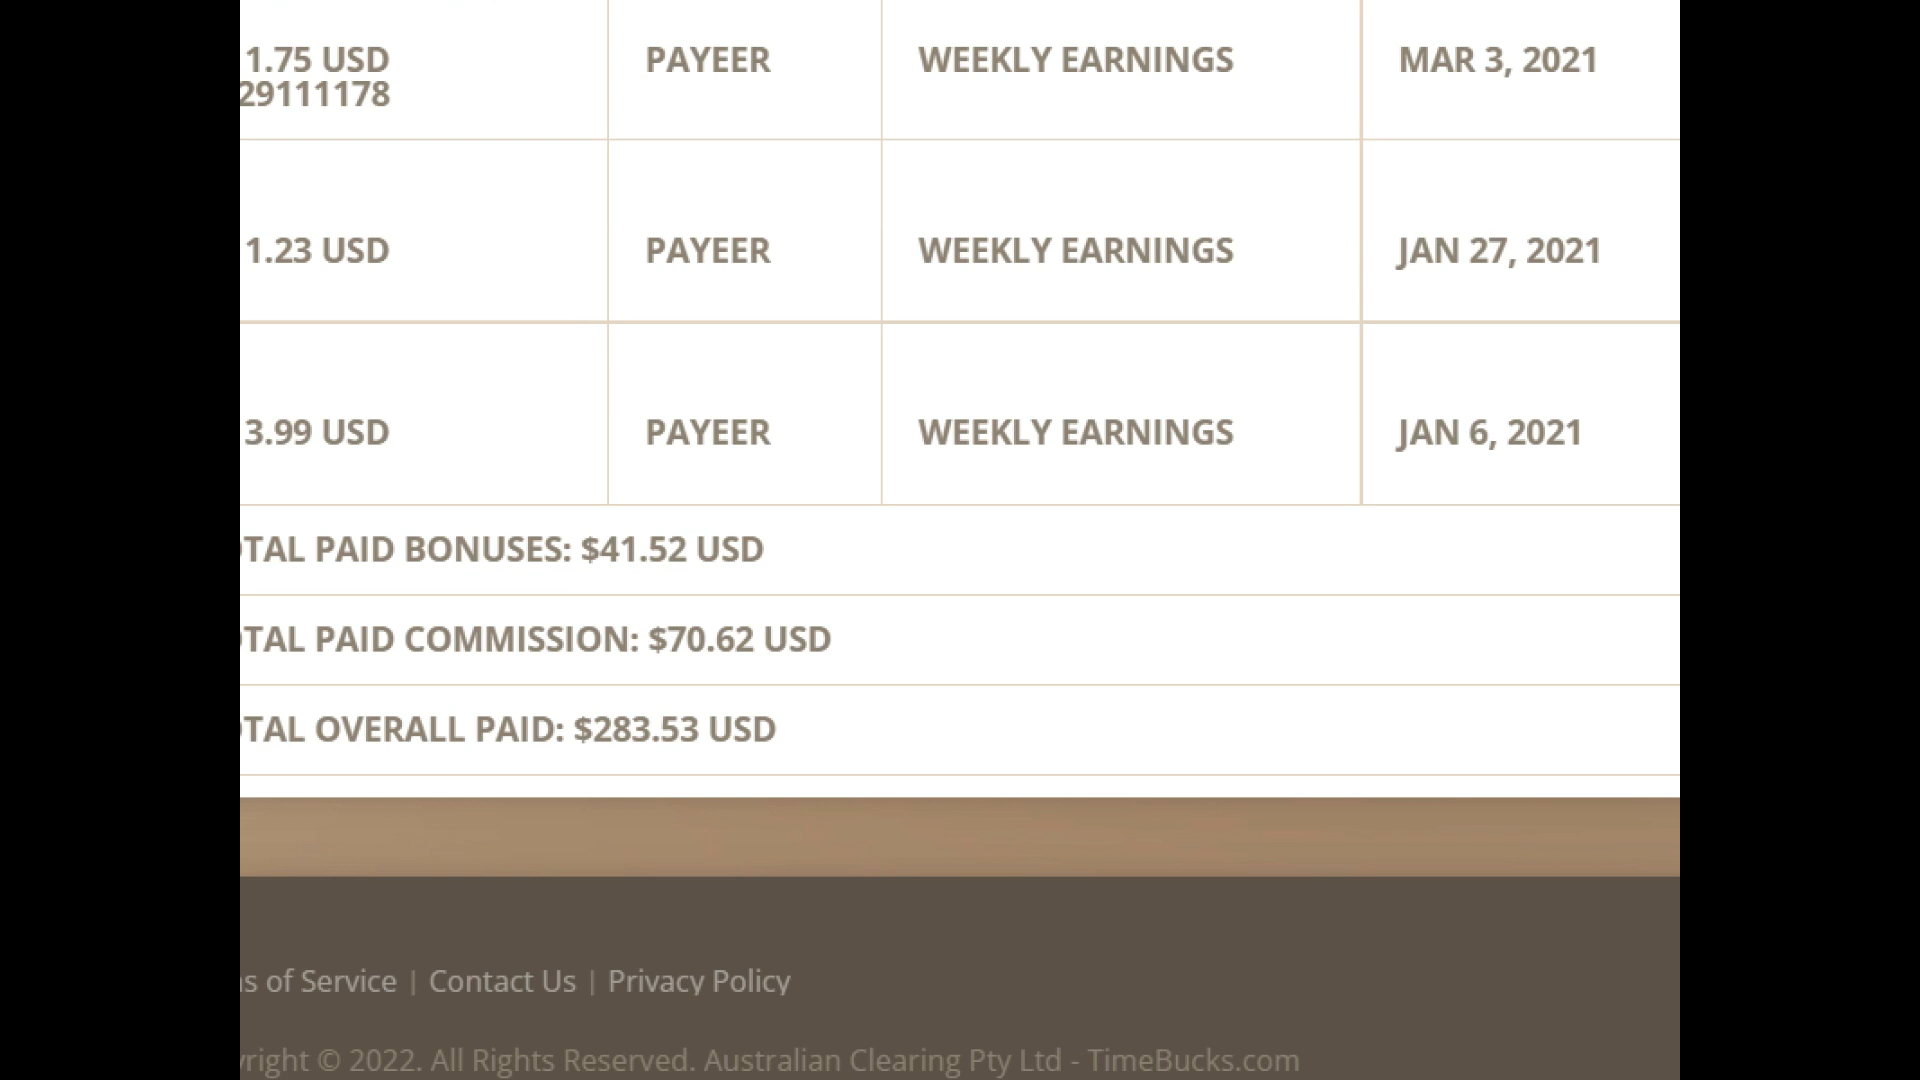 1.75 USD PAYEER WEEKLY EARNINGS MAR 3, 2021
29111178
1.23 USD PAYEER WEEKLY EARNINGS JAN 27, 2021
3.99 USD PAYEER WEEKLY EARNINGS JAN 6, 2021
OTAL PAID BONUSES: $41.52 USD
OTAL PAID COMMISSION: $70.62 USD
OTAL OVERALL PAID: $283.53 USD
s of Service | Contact Us | Privacy Policy
yright © 2022. All Rights Reserved. Australian Clearing Pty Ltd - TimeBucks.com